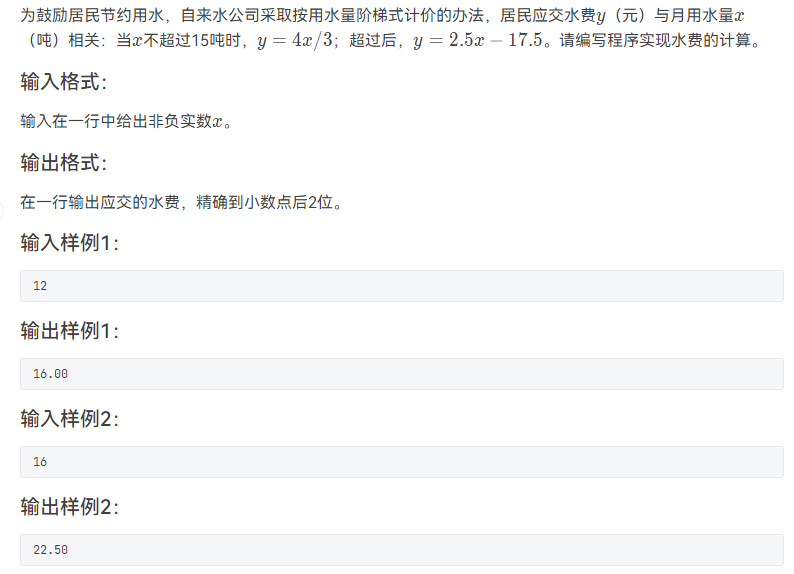 为鼓励居民节约用水，自来水公司采取按用水量阶梯式计价的办法，居民应交水费y（元）与月用水量x
（吨）相关：当x不超过15吨时，y = 4x/3；超过后，y = 2.5x − 17.5。请编写程序实现水费的计算。
输入格式：
输入在一行中给出非负实数x。
输出格式：
在一行输出应交的水费，精确到小数点后2位。
输入样例1：
12
输出样例1：
16.00
输入样例2：
16
输出样例2：
22.50